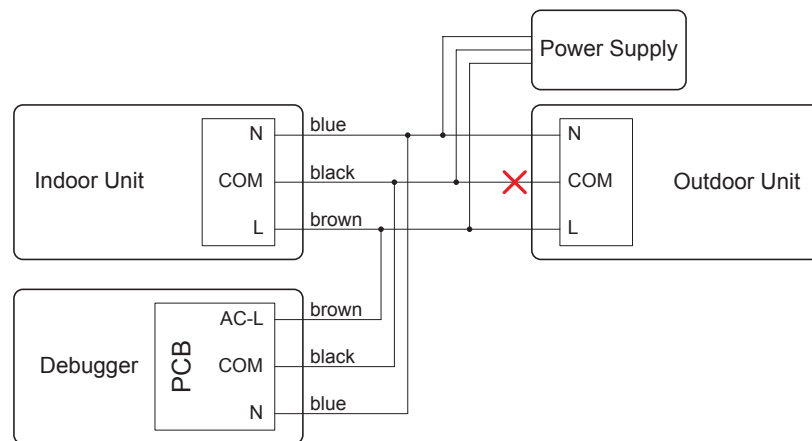 Power Supply
Indoor Unit
N
COM
L
blue
black
brown
N
COM
L
Outdoor Unit
Debugger
PCB
AC-L
COM
N
brown
black
blue